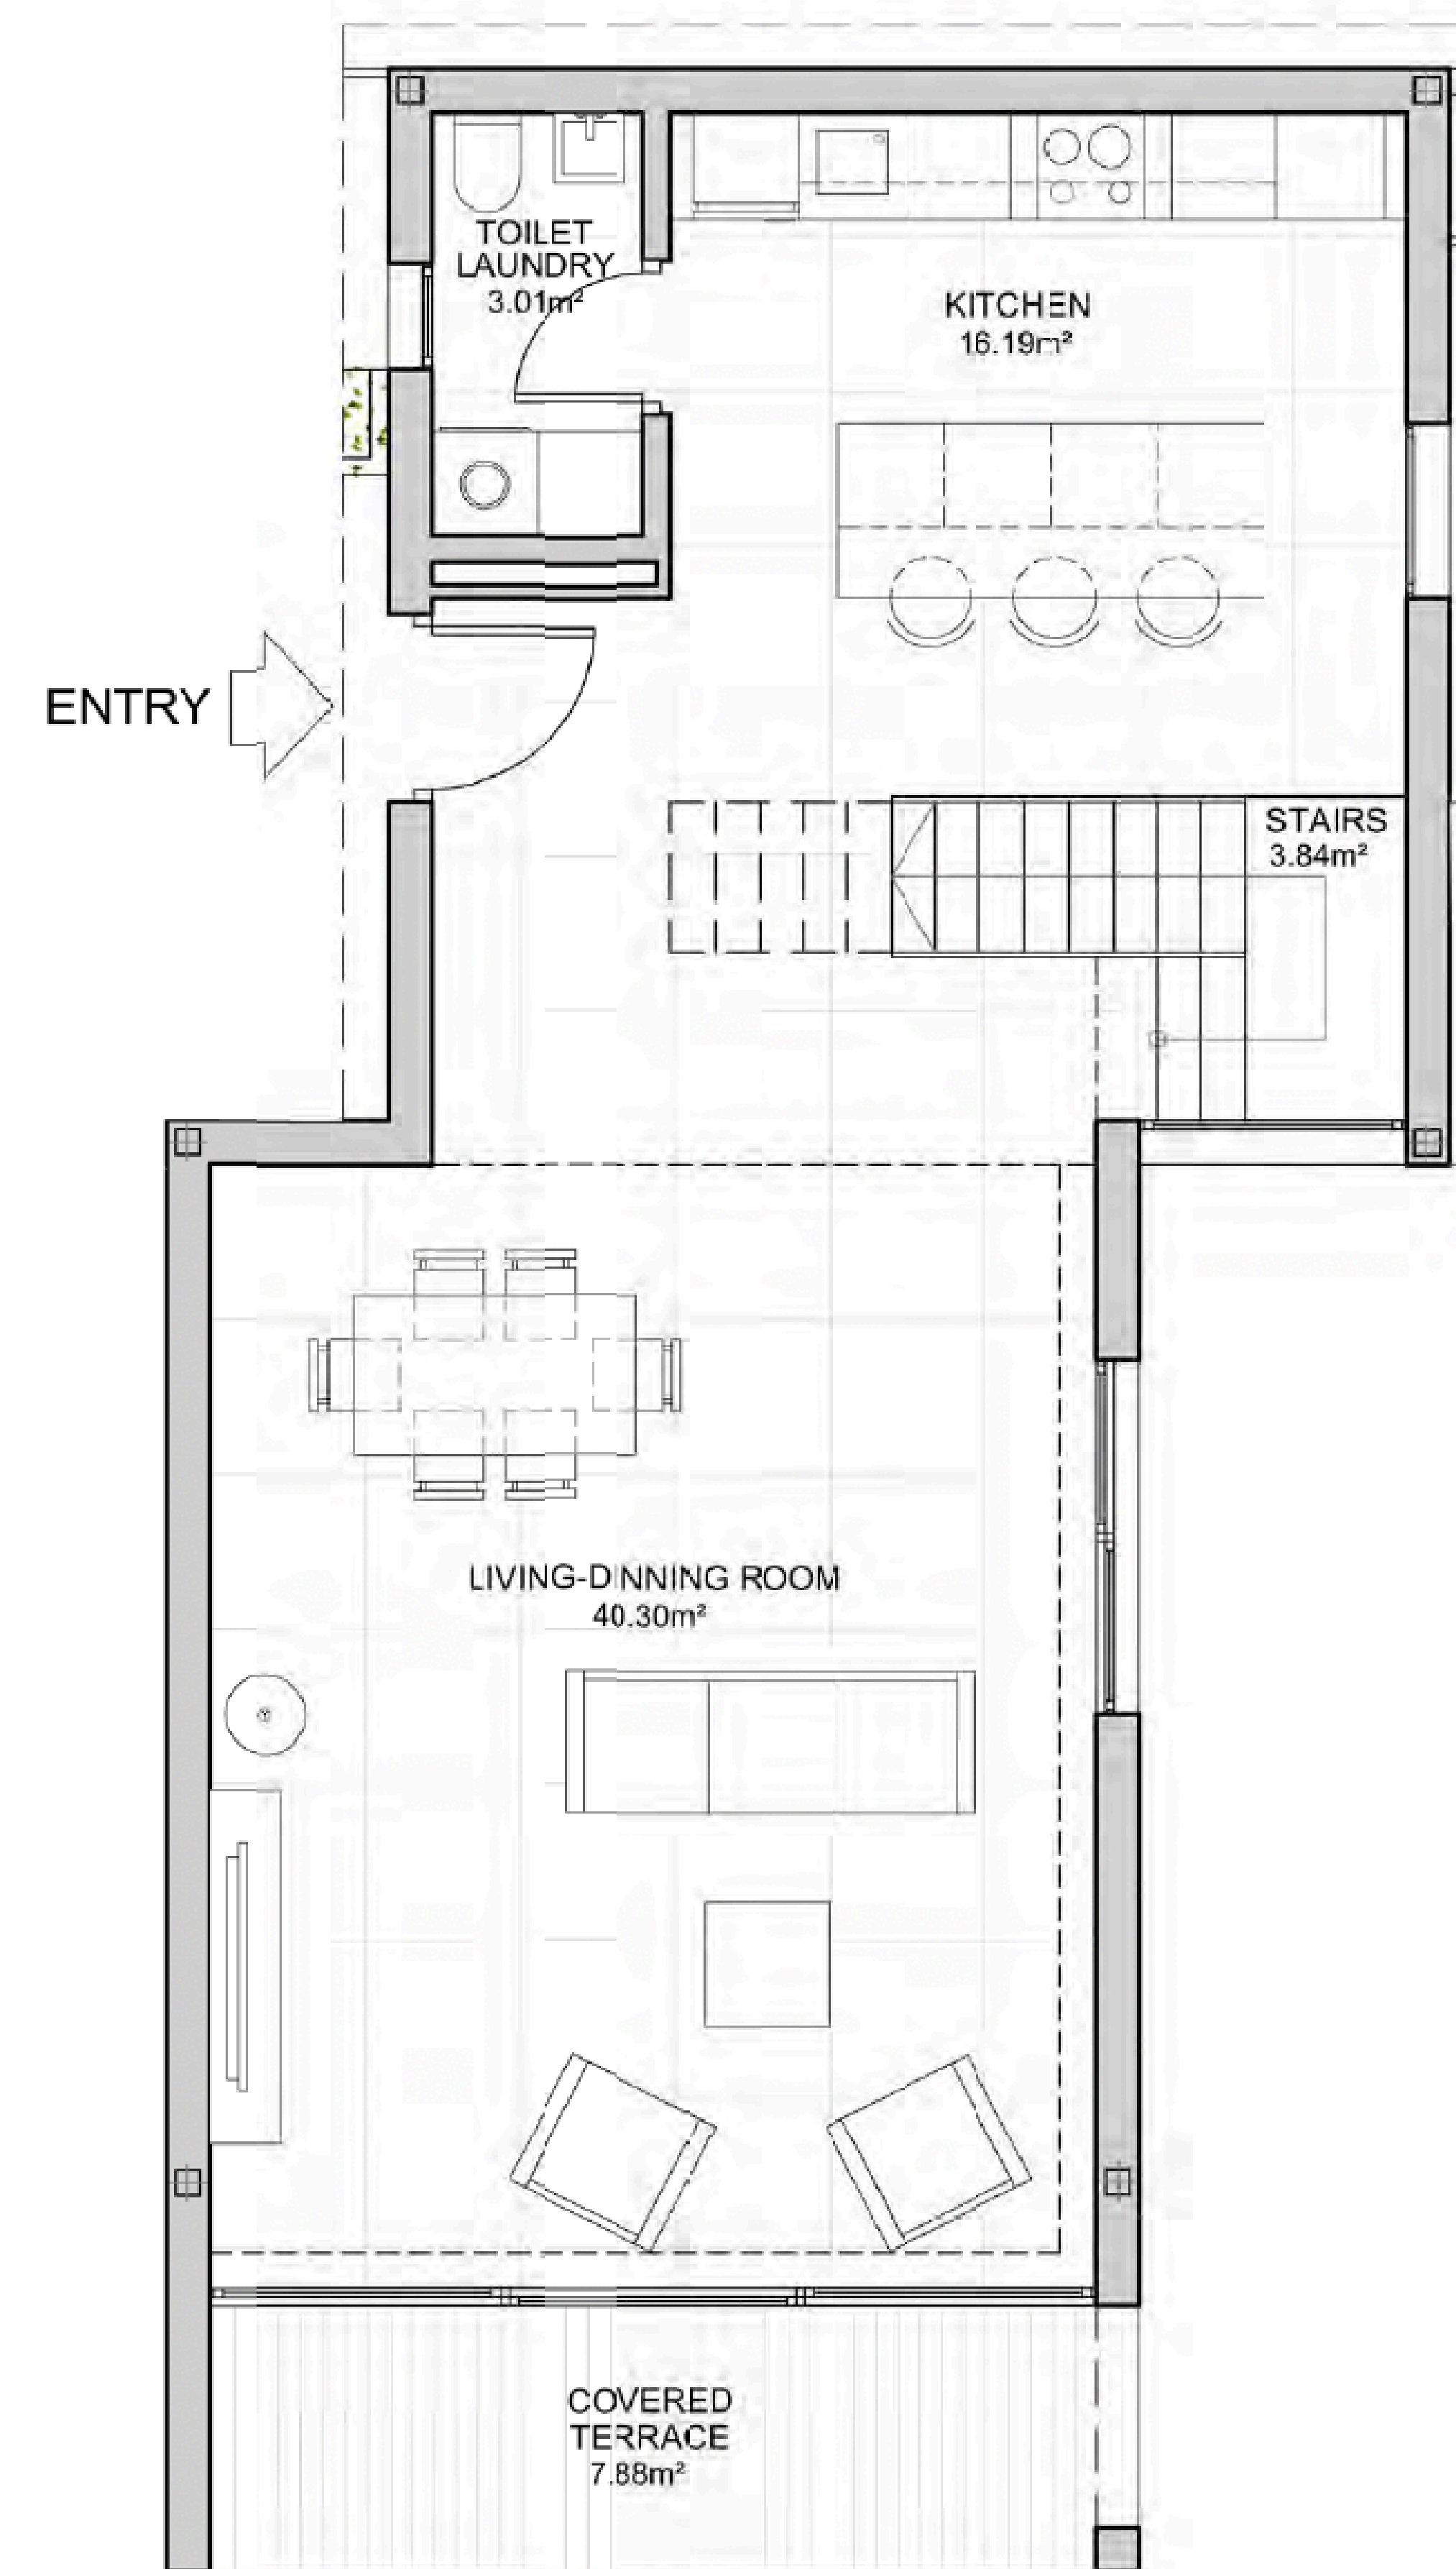 TOILET
LAUNDRY
3.01m²
KITCHEN
16.19m²
ENTRY
STAIRS
3.84m²
LIVING-DINNING ROOM
40.30m²
COVERED
TERRACE
7.88m²